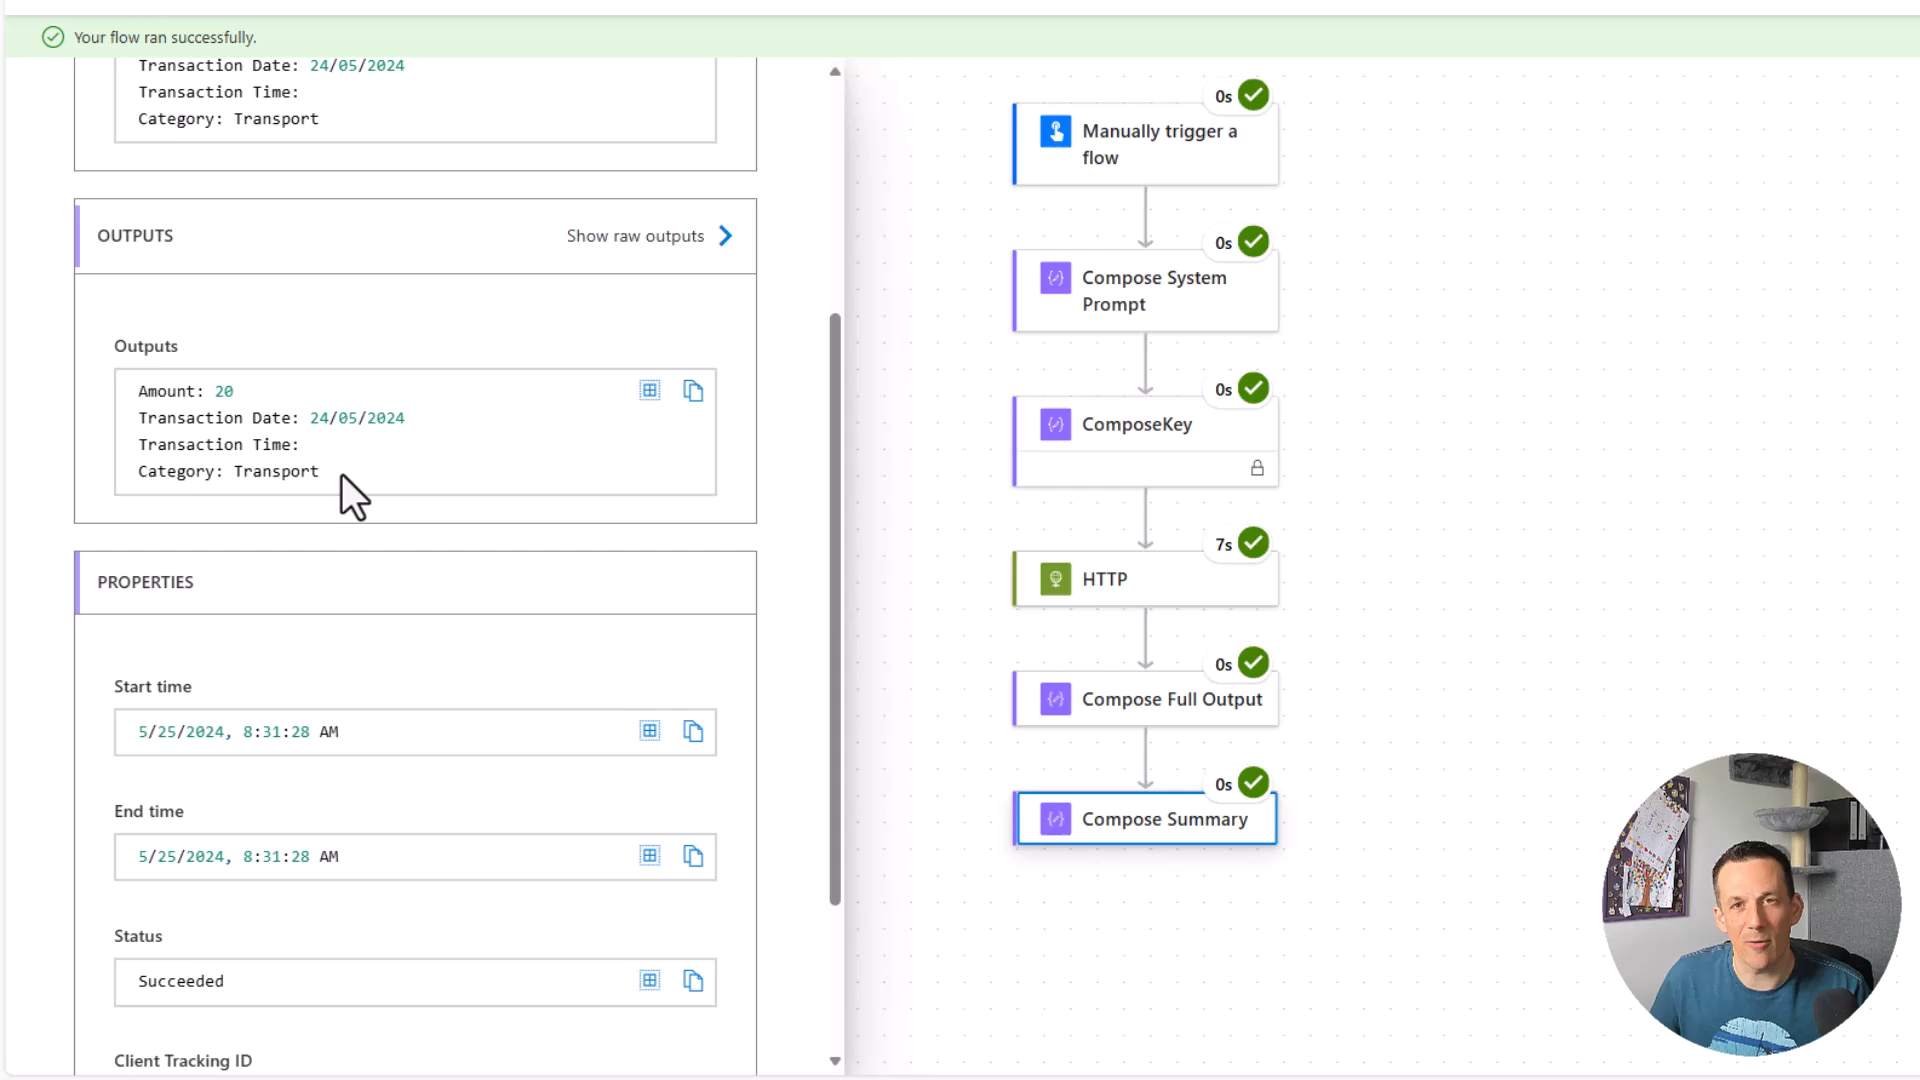 Your flow ran successfully.
Transaction Date: 24/05/2024
Transaction Time:
Category: Transport
OUTPUTS
Show raw outputs
Outputs
Amount: 20
Transaction Date: 24/05/2024
Transaction Time:
Category: Transport
PROPERTIES
Start time
5/25/2024, 8:31:28 AM
End time
5/25/2024, 8:31:28 AM
Status
Succeeded
Client Tracking ID
0s
Manually trigger a
flow
0s
Compose System
Prompt
0s
ComposeKey
7s
HTTP
0s
Compose Full Output
0s
Compose Summary